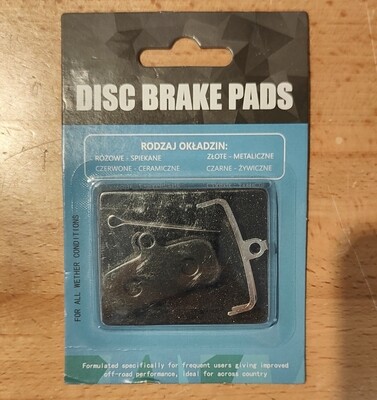 DISC BRAKE PADS
RODZAJ OKŁADZIN:
RÓŻOWE - SPIEKANE
ZŁOTE - METALICZNE
CZERWONE - CERAMICZNE
CZARNE - ŻYWICZNE
FOR ALL WETHER CONDITIONS
Formulated specifically for frequent users giving improved
off-road performance, Ideal for across country